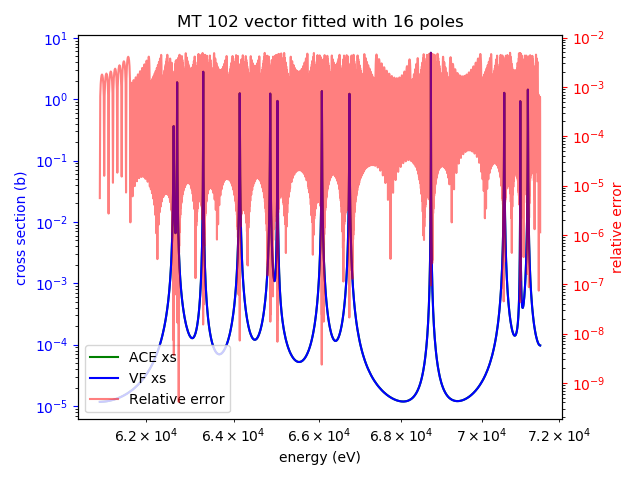 MT 102 vector fitted with 16 poles
10¹
10⁰
10⁻¹
10⁻²
10⁻³
10⁻⁴
10⁻⁵
cross section (b)
10⁻²
10⁻³
10⁻⁴
10⁻⁵
10⁻⁶
10⁻⁷
10⁻⁸
10⁻⁹
relative error
ACE xs
VF xs
Relative error
6.2 × 10⁴ 6.4 × 10⁴ 6.6 × 10⁴ 6.8 × 10⁴ 7 × 10⁴ 7.2 × 10⁴
energy (eV)